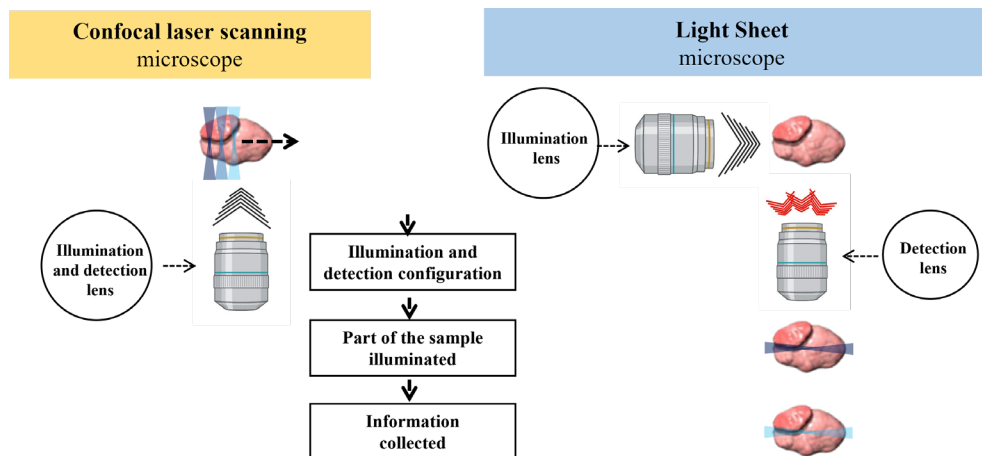 Confocal laser scanning
microscope
Light Sheet
microscope
Illumination
lens
Illumination
and detection
lens
Illumination and
detection configuration
Detection
lens
Part of the sample
illuminated
Information
collected